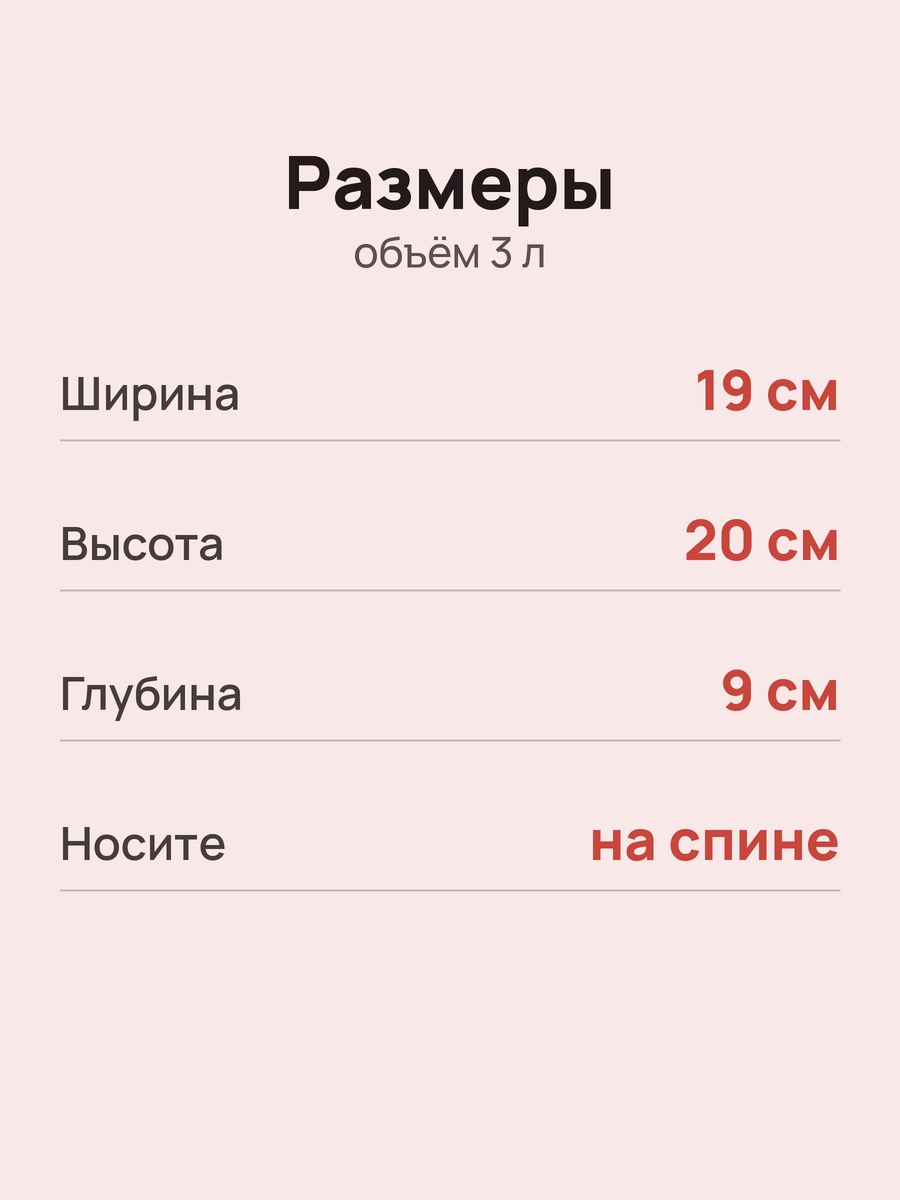 Размеры
объём 3 л
Ширина 19 см
Высота 20 см
Глубина 9 см
Носите на спине